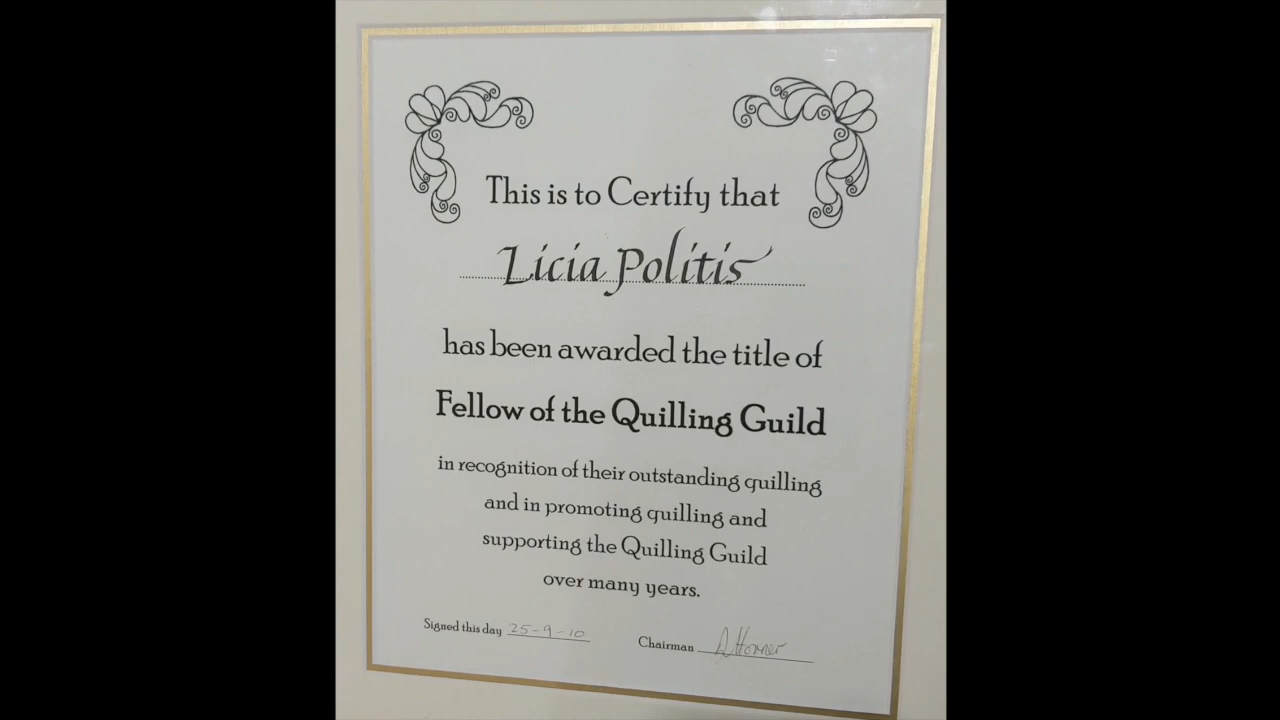 This is to Certify that
Licia Politis
has been awarded the title of
Fellow of the Quilling Guild
in recognition of their outstanding quilling
and in promoting quilling and
supporting the Quilling Guild
over many years.
Signed this day 25-9-10
Chairman